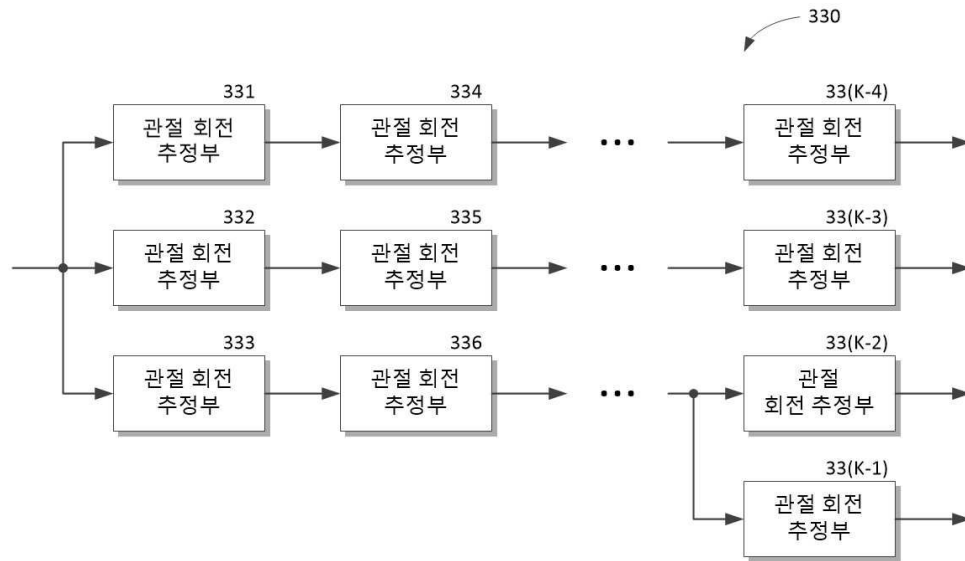 330
331
334
33(K-4)
관절 회전
추정부
관절 회전
추정부
...
관절 회전
추정부
332
335
33(K-3)
관절 회전
추정부
관절 회전
추정부
...
관절 회전
추정부
333
336
33(K-2)
관절 회전
추정부
관절 회전
추정부
...
관절
회전 추정부
33(K-1)
관절 회전
추정부